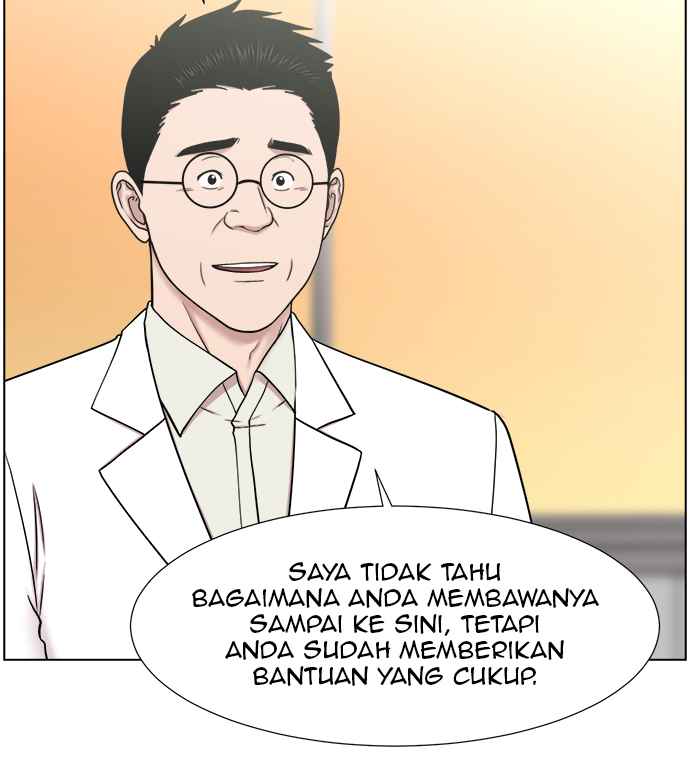 SAYA TIDAK TAHU
BAGAIMANA ANDA MEMBAWANYA
SAMPAI KE SINI, TETAPI
ANDA SUDAH MEMBERIKAN
BANTUAN YANG CUKUP.